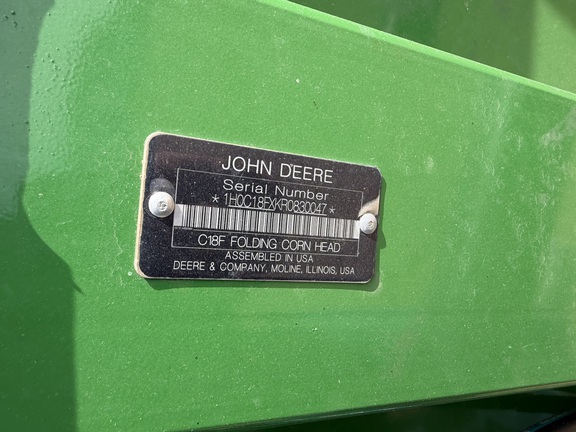 JOHN DEERE
Serial Number
*1H0C18FXKR0830047*
C18F FOLDING CORN HEAD
ASSEMBLED IN USA
DEERE & COMPANY, MOLINE, ILLINOIS, USA